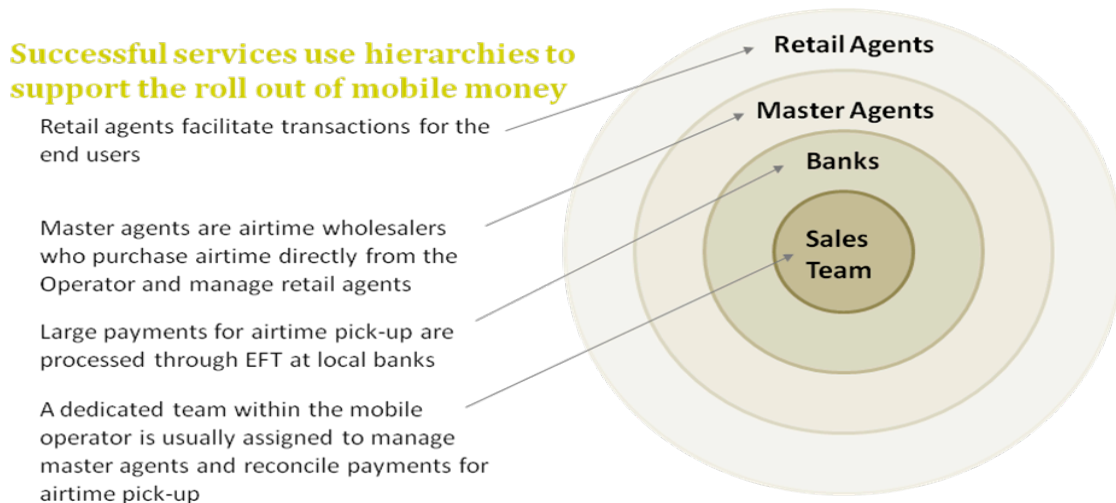 Successful services use hierarchies to
support the roll out of mobile money
Retail agents facilitate transactions for the
end users
Master agents are airtime wholesalers
who purchase airtime directly from the
Operator and manage retail agents
Large payments for airtime pick-up are
processed through EFT at local banks
A dedicated team within the mobile
operator is usually assigned to manage
master agents and reconcile payments for
airtime pick-up
Retail Agents
Master Agents
Banks
Sales
Team